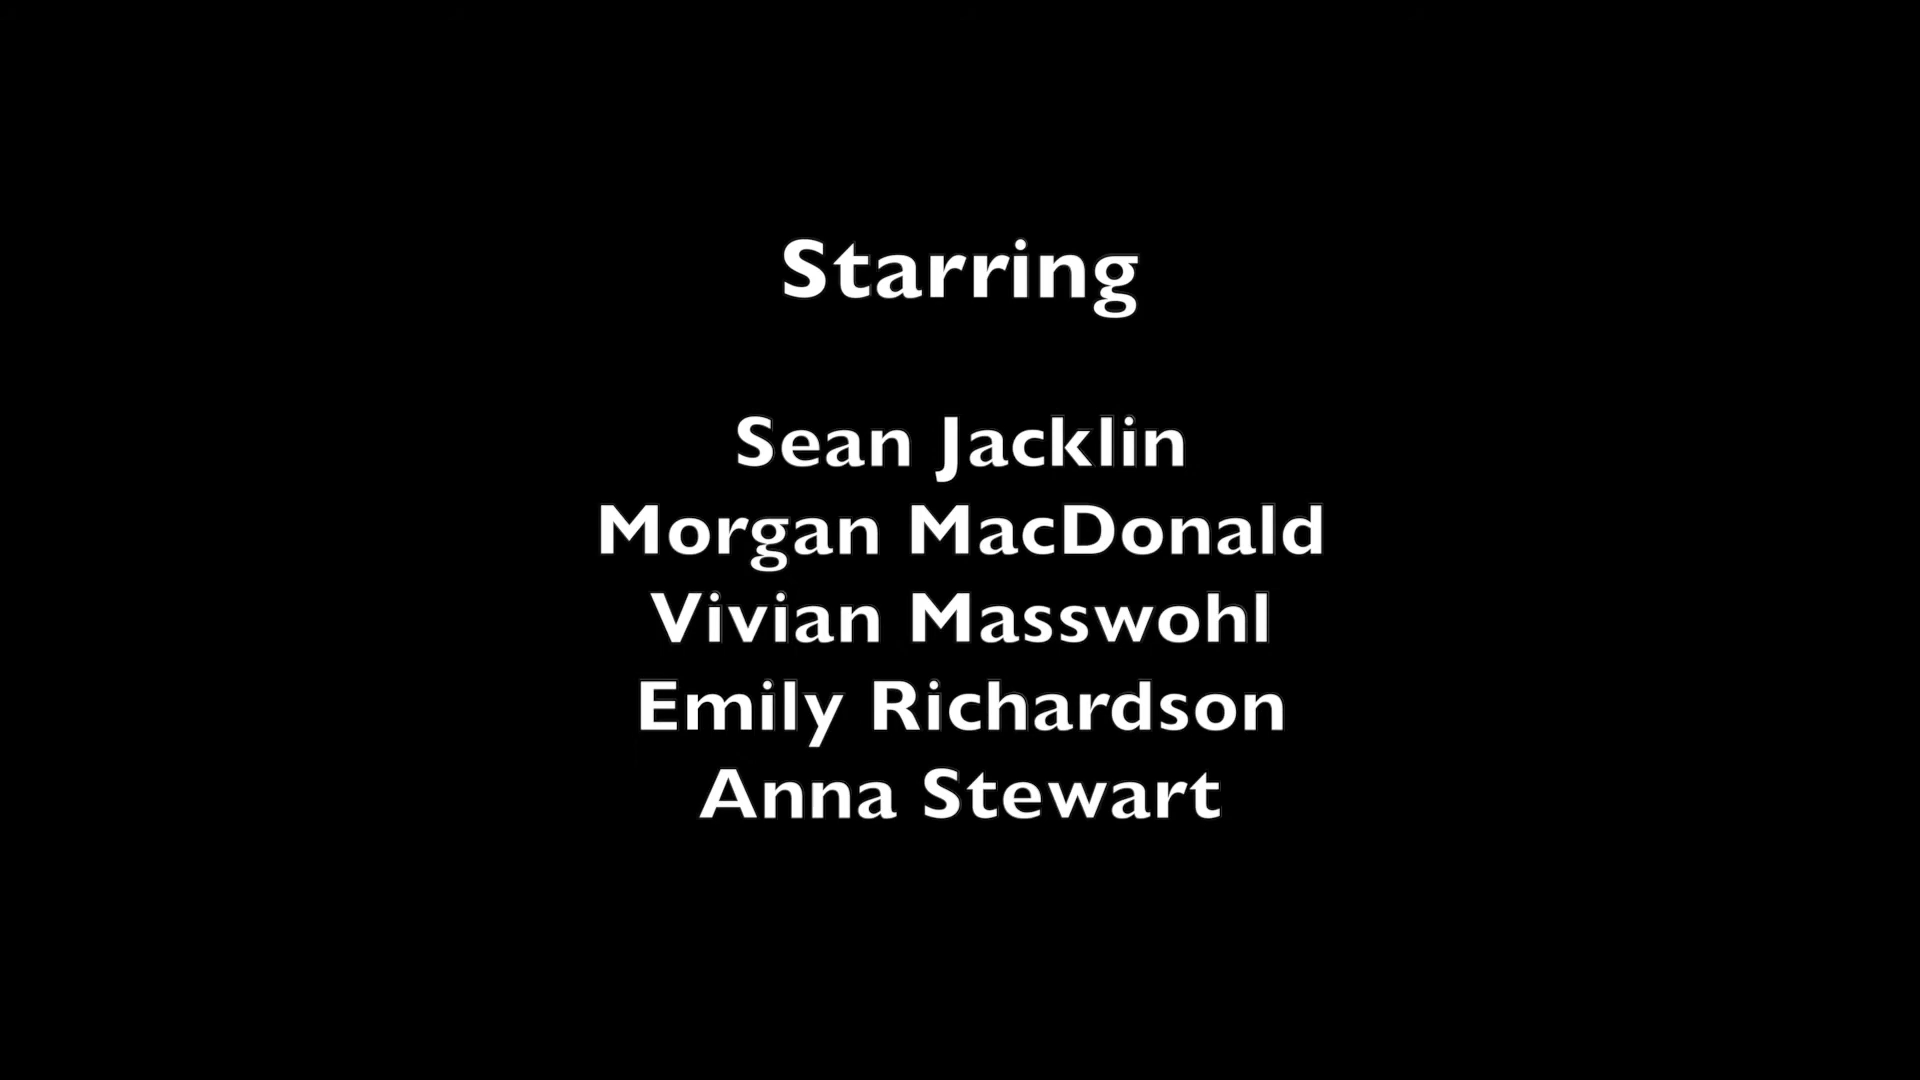 Starring
Sean Jacklin
Morgan MacDonald
Vivian Masswohl
Emily Richardson
Anna Stewart